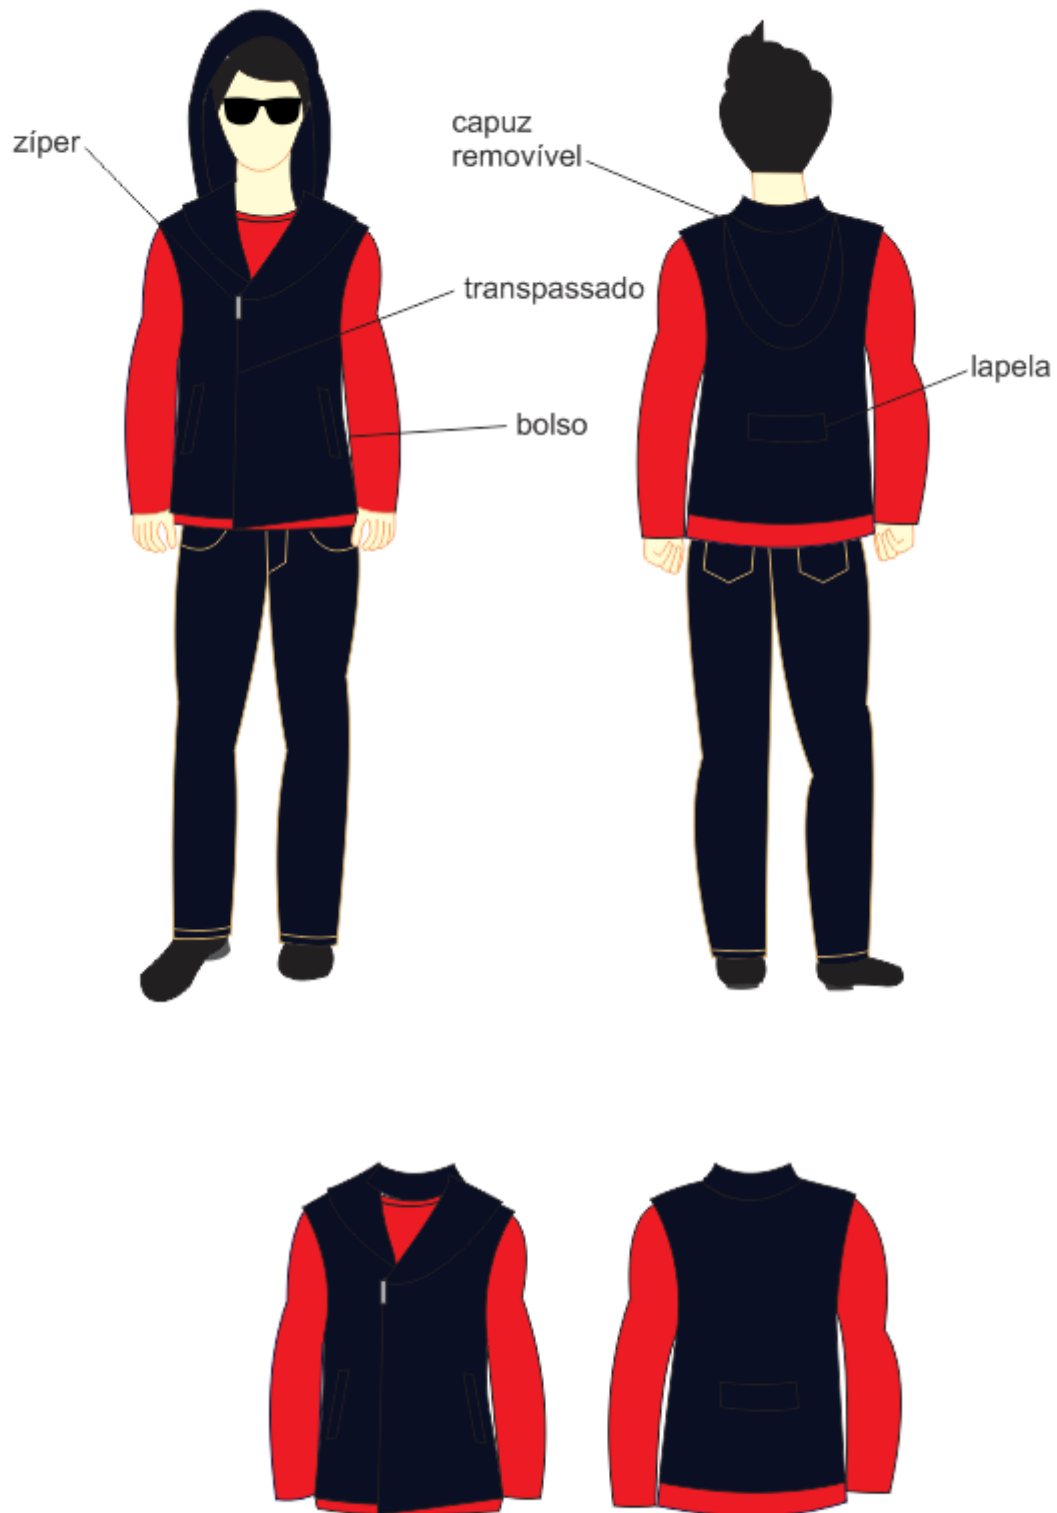 zíper
capuz
removível
transpassado
lapela
bolso